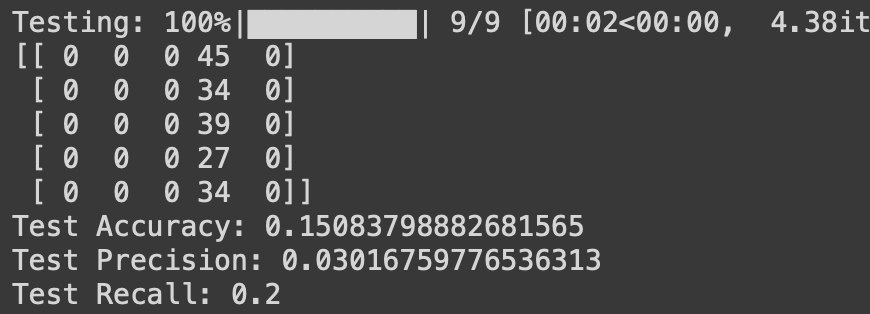 Testing: 100%|██████████| 9/9 [00:02<00:00,  4.38it
[[ 0  0  0 45  0]
 [ 0  0  0 34  0]
 [ 0  0  0 39  0]
 [ 0  0  0 27  0]
 [ 0  0  0 34  0]]
Test Accuracy: 0.15083798882681565
Test Precision: 0.03016759776536313
Test Recall: 0.2